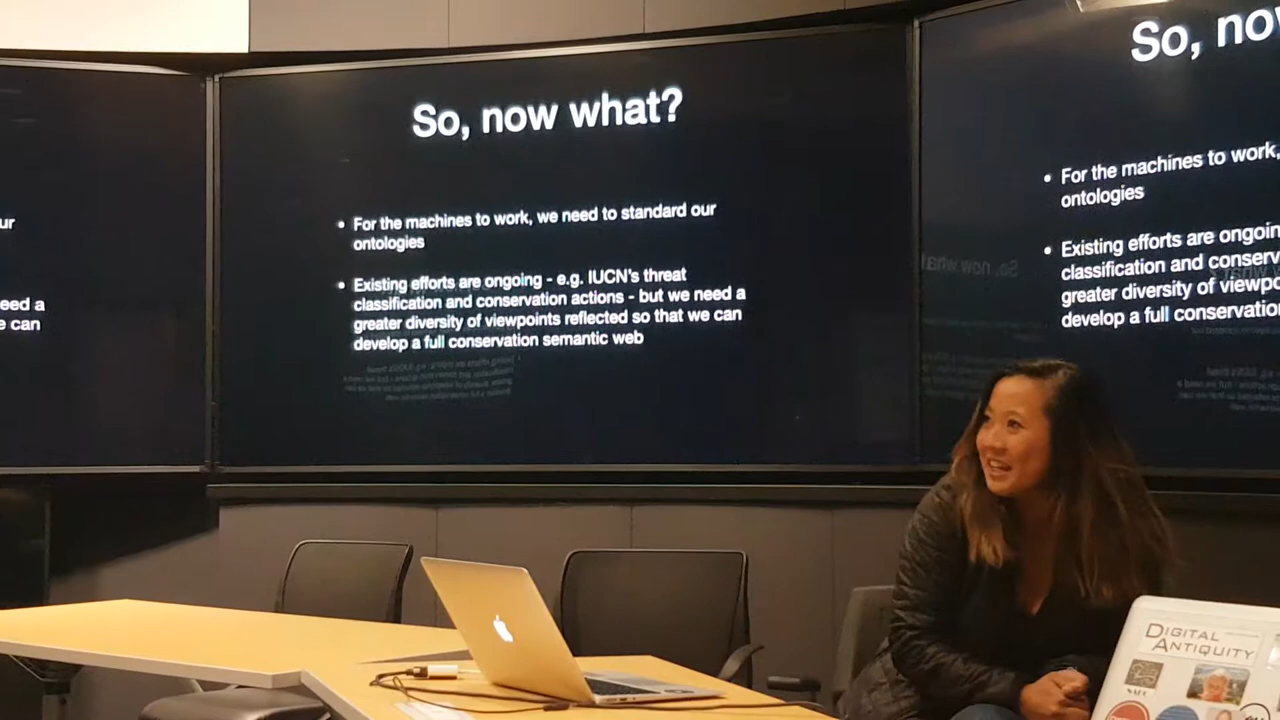 So, now what?
• For the machines to work, we need to standard our
ontologies
• Existing efforts are ongoing - e.g. IUCN's threat
classification and conservation actions - but we need a
greater diversity of viewpoints reflected so that we can
develop a full conservation semantic web
ur
eed a
e can
So, no
• For the machines to work,
ontologies
• Existing efforts are ongoin
classification and conserv
greater diversity of viewpo
develop a full conservatio
DIGITAL
ANTIQUITY